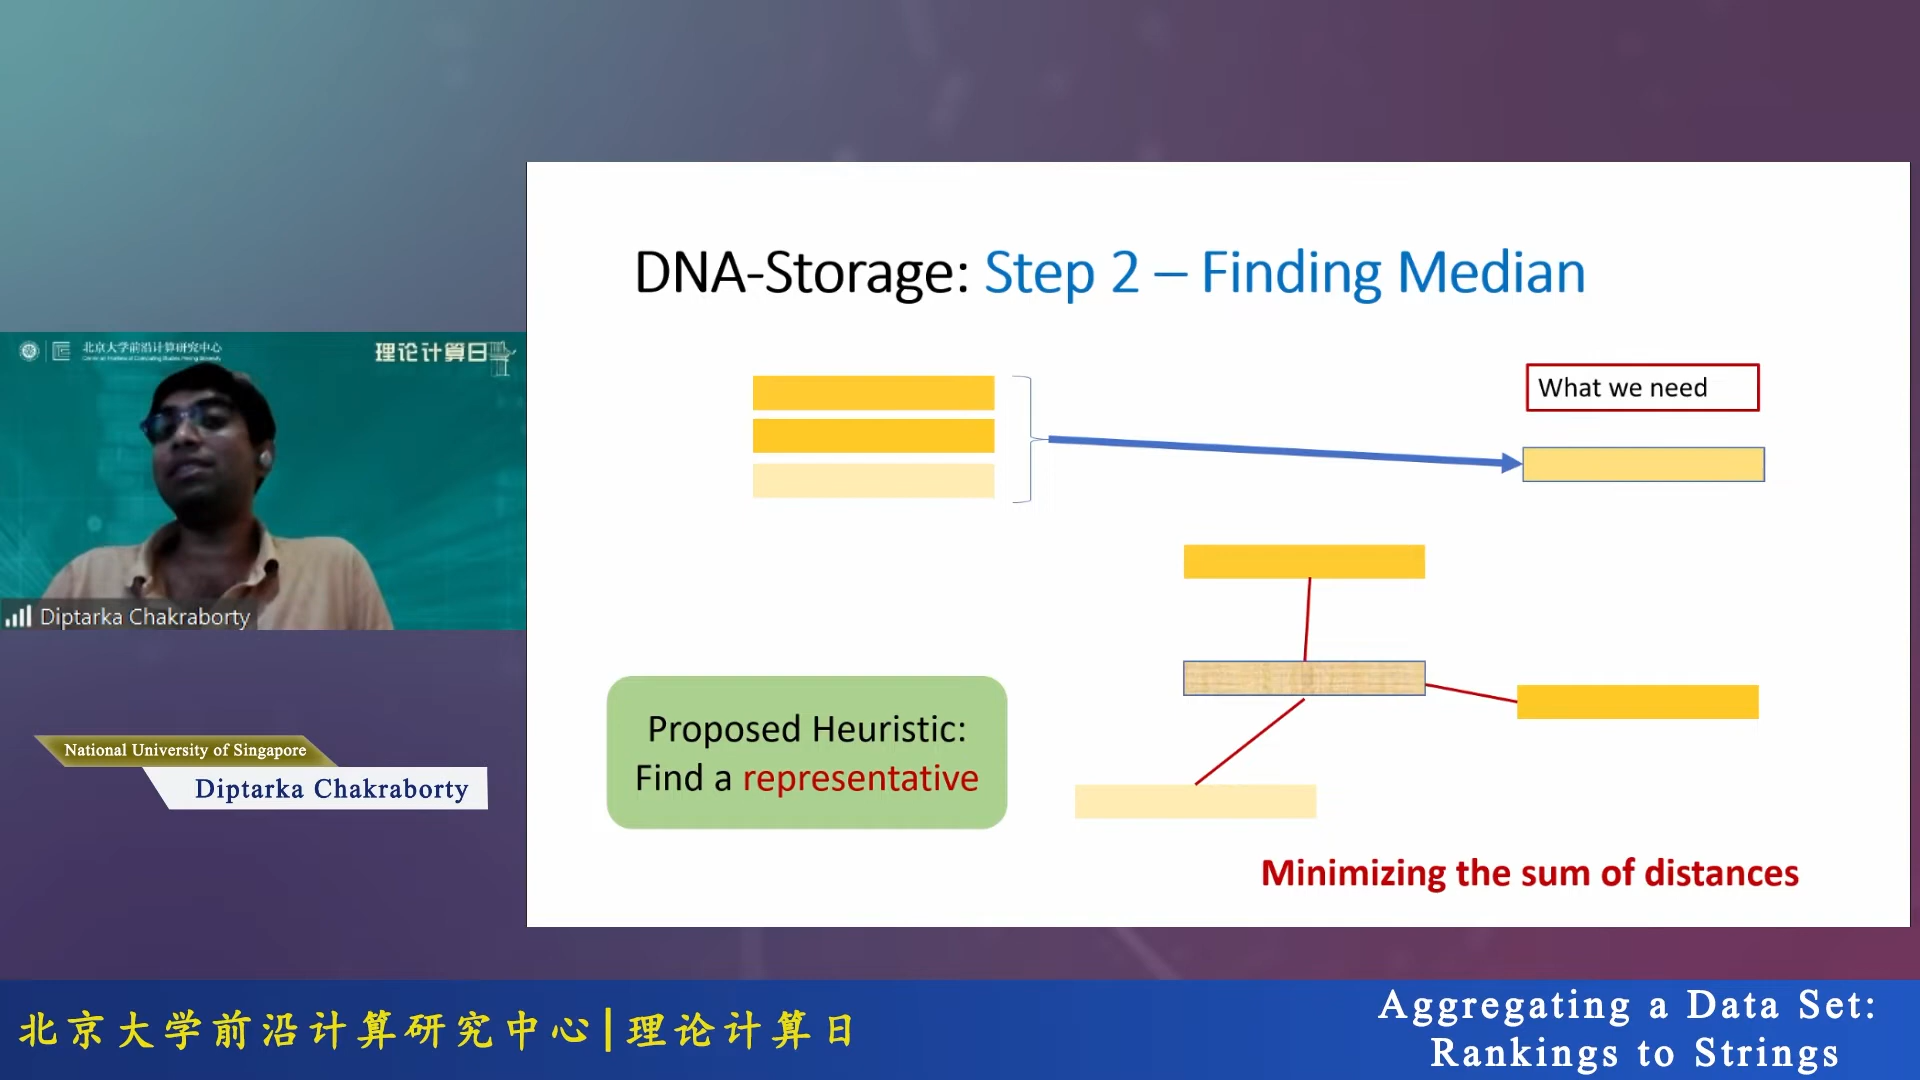 DNA-Storage: Step 2 – Finding Median
What we need
Proposed Heuristic:
Find a representative
Minimizing the sum of distances
北京大学前沿计算研究中心
理论计算日
Diptarka Chakraborty
National University of Singapore
Diptarka Chakraborty
北京大学前沿计算研究中心|理论计算日
Aggregating a Data Set:
Rankings to Strings